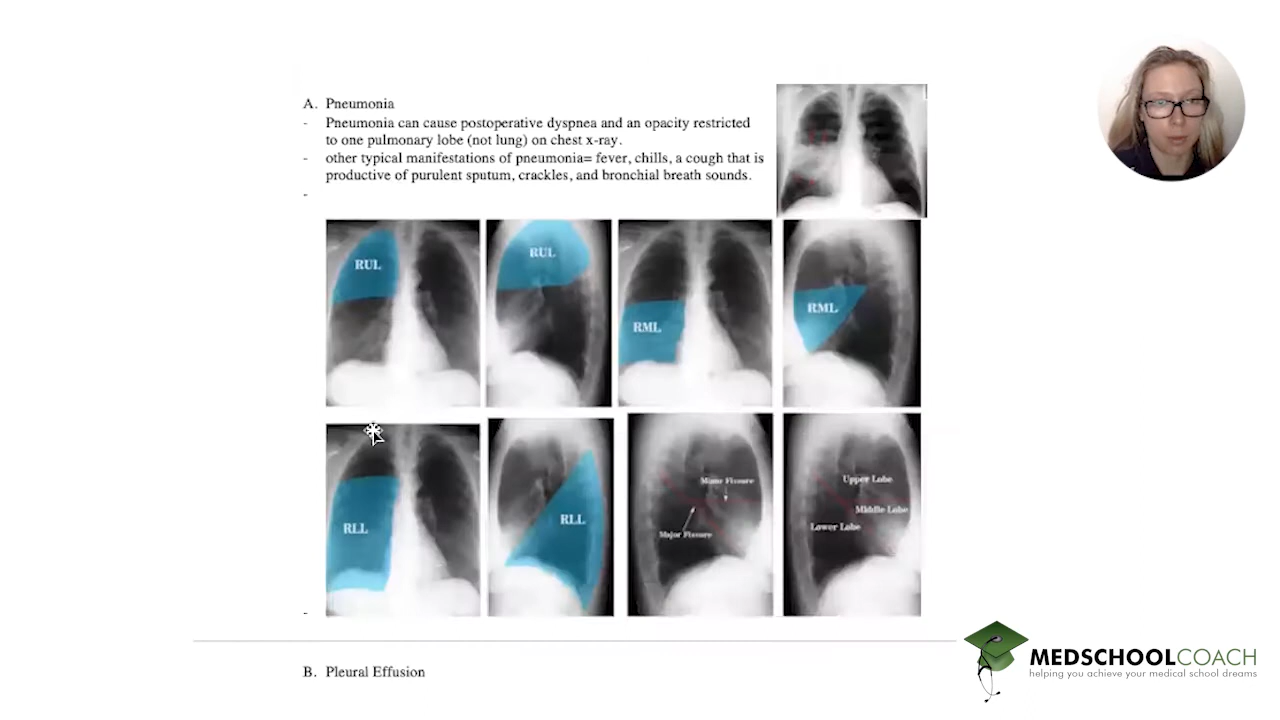 A. Pneumonia
- Pneumonia can cause postoperative dyspnea and an opacity restricted
to one pulmonary lobe (not lung) on chest x-ray.
- other typical manifestations of pneumonia= fever, chills, a cough that is
productive of purulent sputum, crackles, and bronchial breath sounds.
-
RUL
RUL
RML
RML
RLL
RLL
Minor Fissure
Major Fissure
Upper Lobe
Middle Lobe
Lower Lobe
-
B. Pleural Effusion
MEDSCHOOLCOACH
helping you achieve your medical school dreams